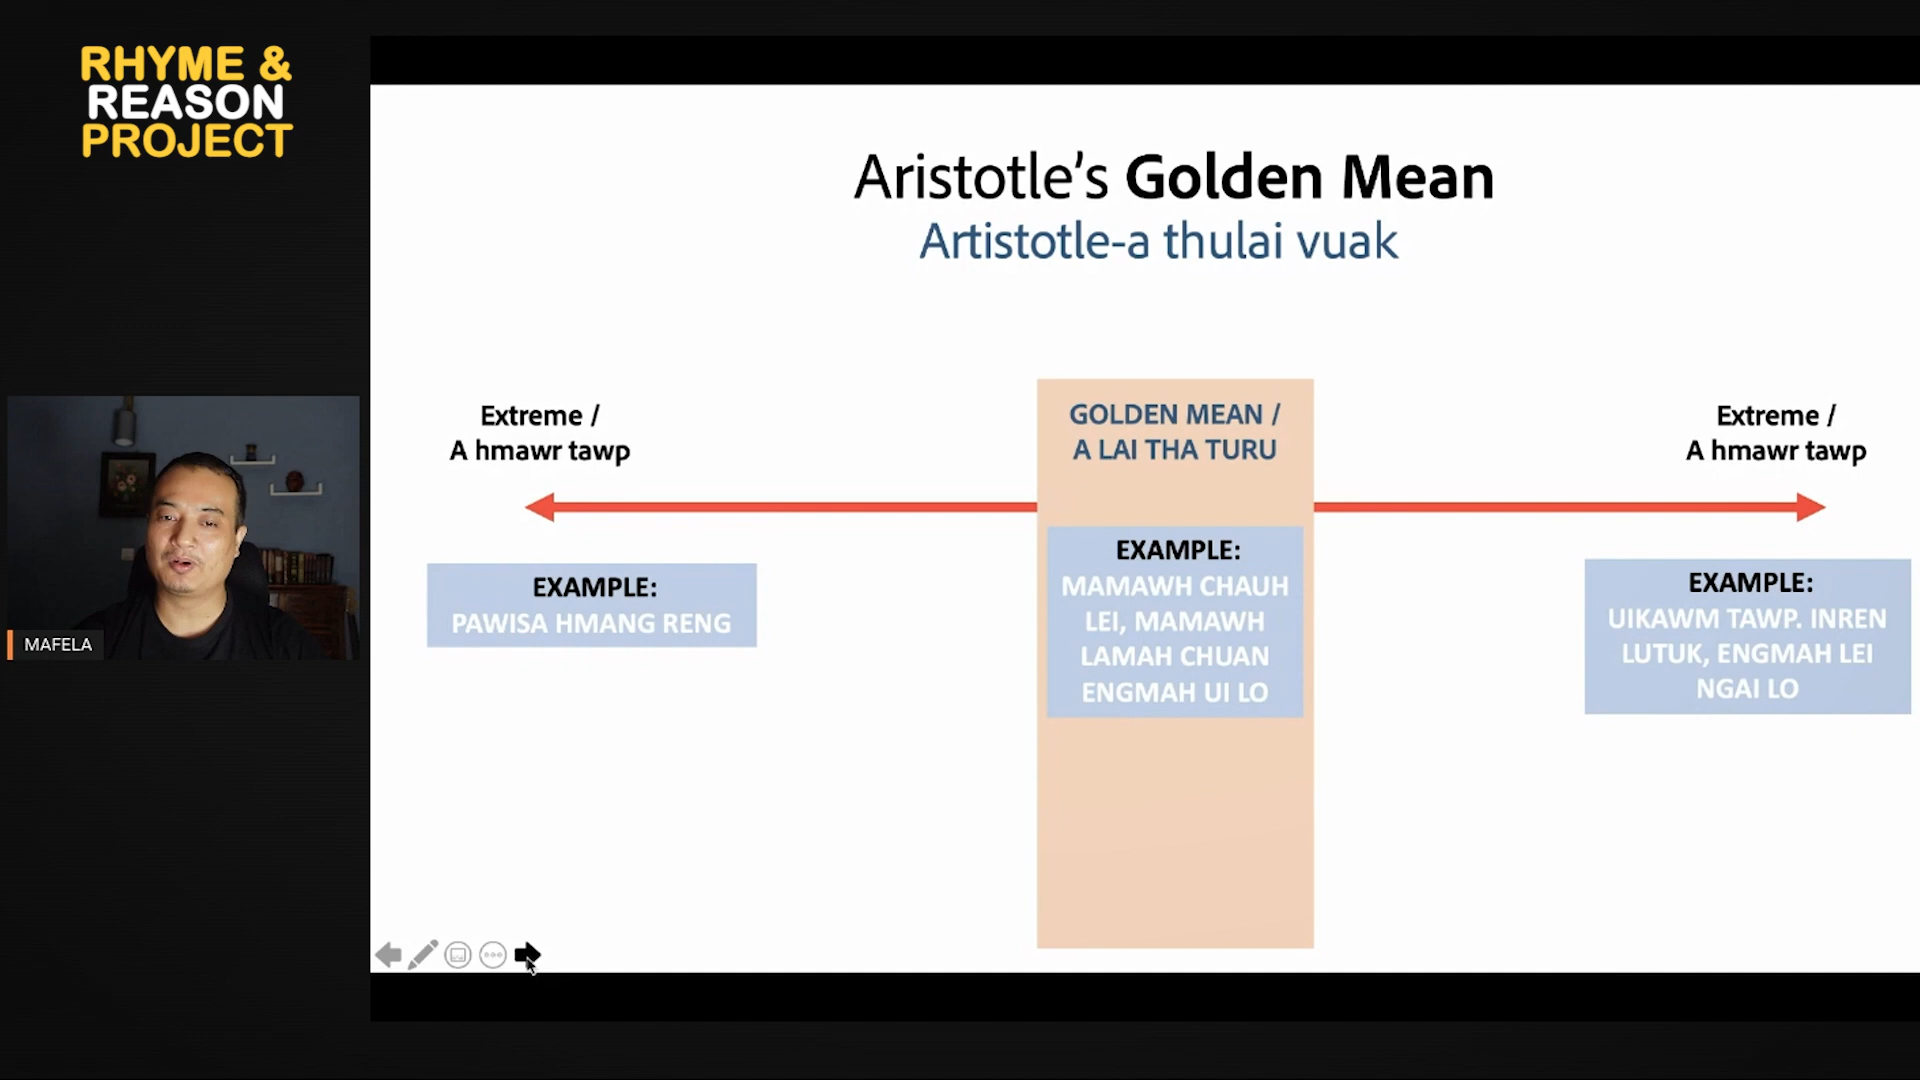 RHYME &
REASON
PROJECT
Aristotle’s Golden Mean
Artistotle-a thulai vuak
Extreme /
A hmawr tawp
GOLDEN MEAN /
A LAI THA TURU
Extreme /
A hmawr tawp
EXAMPLE:
PAWISA HMANG RENG
EXAMPLE:
MAMAWH CHAUH
LEI, MAMAWH
LAMAH CHUAN
ENGMAH UI LO
EXAMPLE:
UIKAWM TAWP. INREN
LUTUK, ENGMAH LEI
NGAI LO
MAFELA